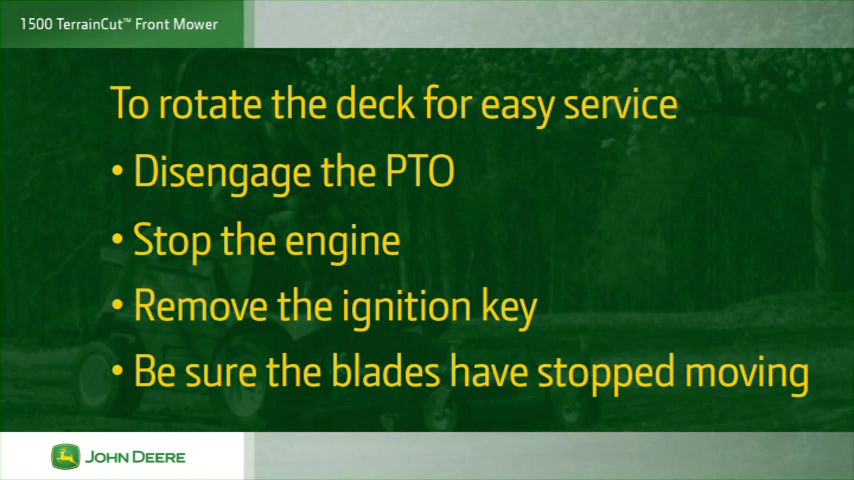 1500 TerrainCut™ Front Mower
To rotate the deck for easy service
• Disengage the PTO
• Stop the engine
• Remove the ignition key
• Be sure the blades have stopped moving
JOHN DEERE